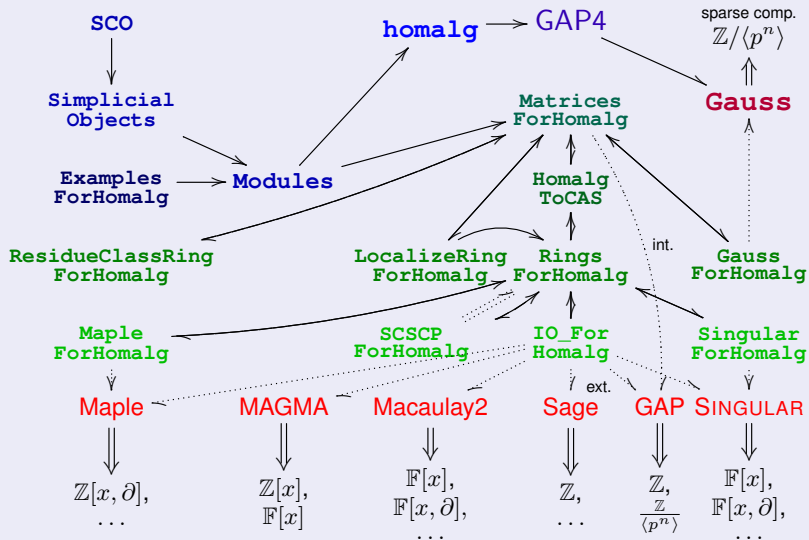 SCO
homalg
GAP4
sparse comp.
ℤ/⟨pⁿ⟩
Simplicial
Objects
Matrices
ForHomalg
Gauss
Examples
ForHomalg
Modules
Homalg
ToCAS
int.
ResidueClassRing
ForHomalg
LocalizeRing
ForHomalg
Rings
ForHomalg
Gauss
ForHomalg
Maple
ForHomalg
SCSCP
ForHomalg
IO_For
Homalg
Singular
ForHomalg
ext.
Maple
MAGMA
Macaulay2
Sage
GAP
SINGULAR
ℤ[x, ∂],
...
ℤ[x],
𝔽[x]
𝔽[x],
𝔽[x, ∂],
...
ℤ,
...
ℤ,
ℤ
⟨pⁿ⟩
𝔽[x],
𝔽[x, ∂],
...